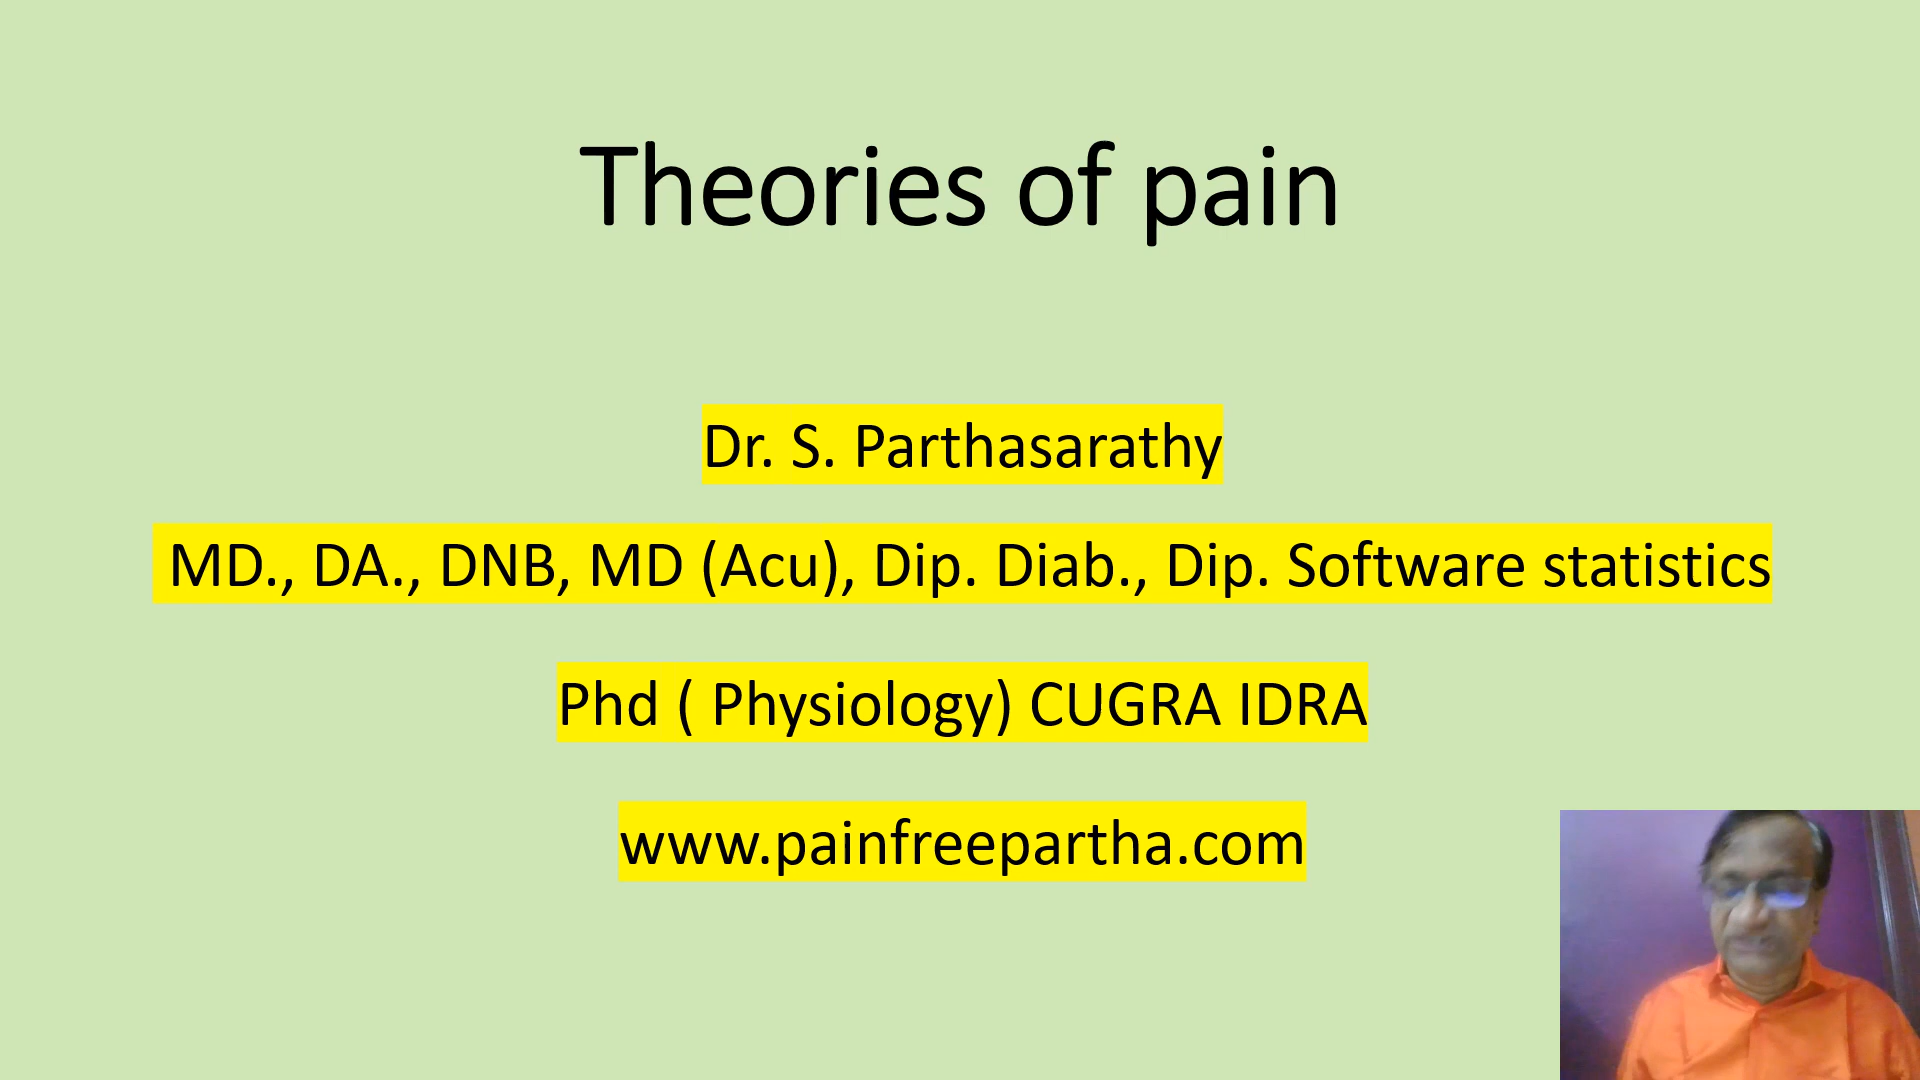 Theories of pain
Dr. S. Parthasarathy
MD., DA., DNB, MD (Acu), Dip. Diab., Dip. Software statistics
Phd ( Physiology) CUGRA IDRA
www.painfreepartha.com